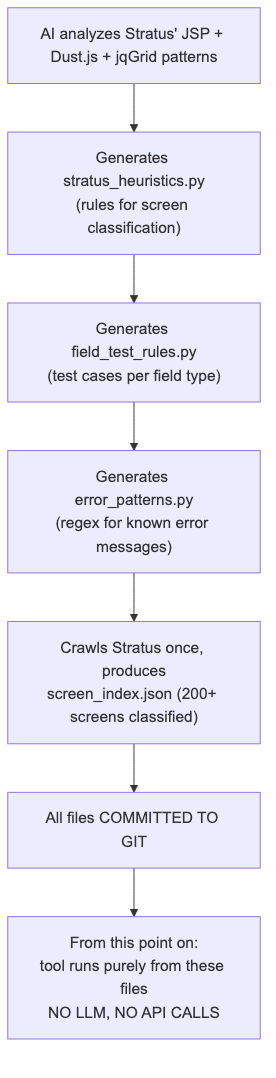 AI analyzes Stratus' JSP +
Dust.js + jqGrid patterns
Generates
stratus_heuristics.py
(rules for screen
classification)
Generates
field_test_rules.py
(test cases per field type)
Generates
error_patterns.py
(regex for known error
messages)
Crawls Stratus once,
produces
screen_index.json (200+
screens classified)
All files COMMITTED TO
GIT
From this point on:
tool runs purely from these
files
NO LLM, NO API CALLS